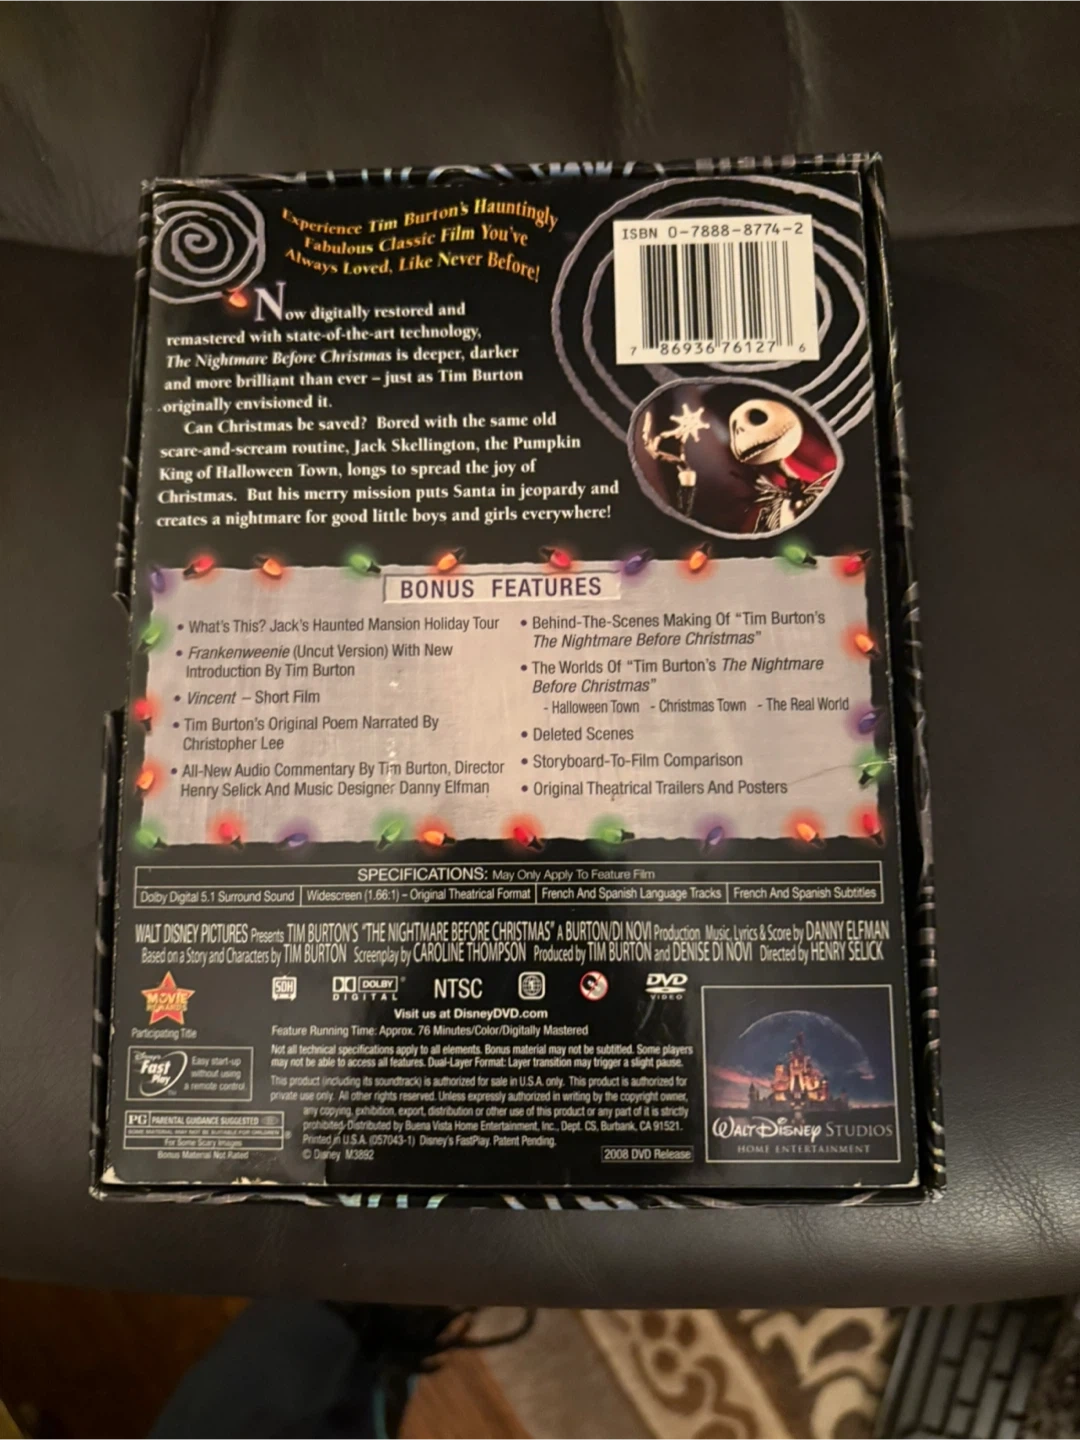 Experience Tim Burton's Hauntingly
Fabulous Classic Film You've
Always Loved, Like Never Before!
ISBN 0-7888-8774-2
7 86936 76127 6
Now digitally restored and
remastered with state-of-the-art technology,
The Nightmare Before Christmas is deeper, darker
and more brilliant than ever – just as Tim Burton
originally envisioned it.
Can Christmas be saved? Bored with the same old
scare-and-scream routine, Jack Skellington, the Pumpkin
King of Halloween Town, longs to spread the joy of
Christmas. But his merry mission puts Santa in jeopardy and
creates a nightmare for good little boys and girls everywhere!
BONUS FEATURES
• What's This? Jack's Haunted Mansion Holiday Tour
• Frankenweenie (Uncut Version) With New
Introduction By Tim Burton
• Vincent – Short Film
• Tim Burton's Original Poem Narrated By
Christopher Lee
• All-New Audio Commentary By Tim Burton, Director
Henry Selick And Music Designer Danny Elfman
• Behind-The-Scenes Making Of "Tim Burton's
The Nightmare Before Christmas"
• The Worlds Of "Tim Burton's The Nightmare
Before Christmas"
- Halloween Town - Christmas Town - The Real World
• Deleted Scenes
• Storyboard-To-Film Comparison
• Original Theatrical Trailers And Posters
SPECIFICATIONS: May Only Apply To Feature Film
Dolby Digital 5.1 Surround Sound Widescreen (1.66:1) – Original Theatrical Format French And Spanish Language Tracks French And Spanish Subtitles
WALT DISNEY PICTURES Presents TIM BURTON'S "THE NIGHTMARE BEFORE CHRISTMAS" A BURTON/DI NOVI Production Music, Lyrics & Score by DANNY ELFMAN
Based on a Story and Characters by TIM BURTON Screenplay by CAROLINE THOMPSON Produced by TIM BURTON and DENISE DI NOVI Directed by HENRY SELICK
MOVIE
REWARDS
Participating Title
SDH
DOLBY
DIGITAL
NTSC
DVD
VIDEO
Visit us at DisneyDVD.com
Feature Running Time: Approx. 76 Minutes/Color/Digitally Mastered
Not all technical specifications apply to all elements. Bonus material may not be subtitled. Some players
may not be able to access all features. Dual-Layer Format: Layer transition may trigger a slight pause.
This product (including its soundtrack) is authorized for sale in U.S.A. only. This product is authorized for
private use only. All other rights reserved. Unless expressly authorized in writing by the copyright owner,
any copying, exhibition, export, distribution or other use of this product or any part of it is strictly
prohibited. Distributed by Buena Vista Home Entertainment, Inc., Dept. CS, Burbank, CA 91521.
Printed in U.S.A. (057043-1) Disney's FastPlay. Patent Pending.
© Disney M3892
2008 DVD Release
Disney's
Fast
Play
Easy start-up
without using
a remote control
PG PARENTAL GUIDANCE SUGGESTED
SOME MATERIAL MAY NOT BE SUITABLE FOR CHILDREN
For Some Scary Images
Bonus Material Not Rated
WALT DISNEY STUDIOS
HOME ENTERTAINMENT